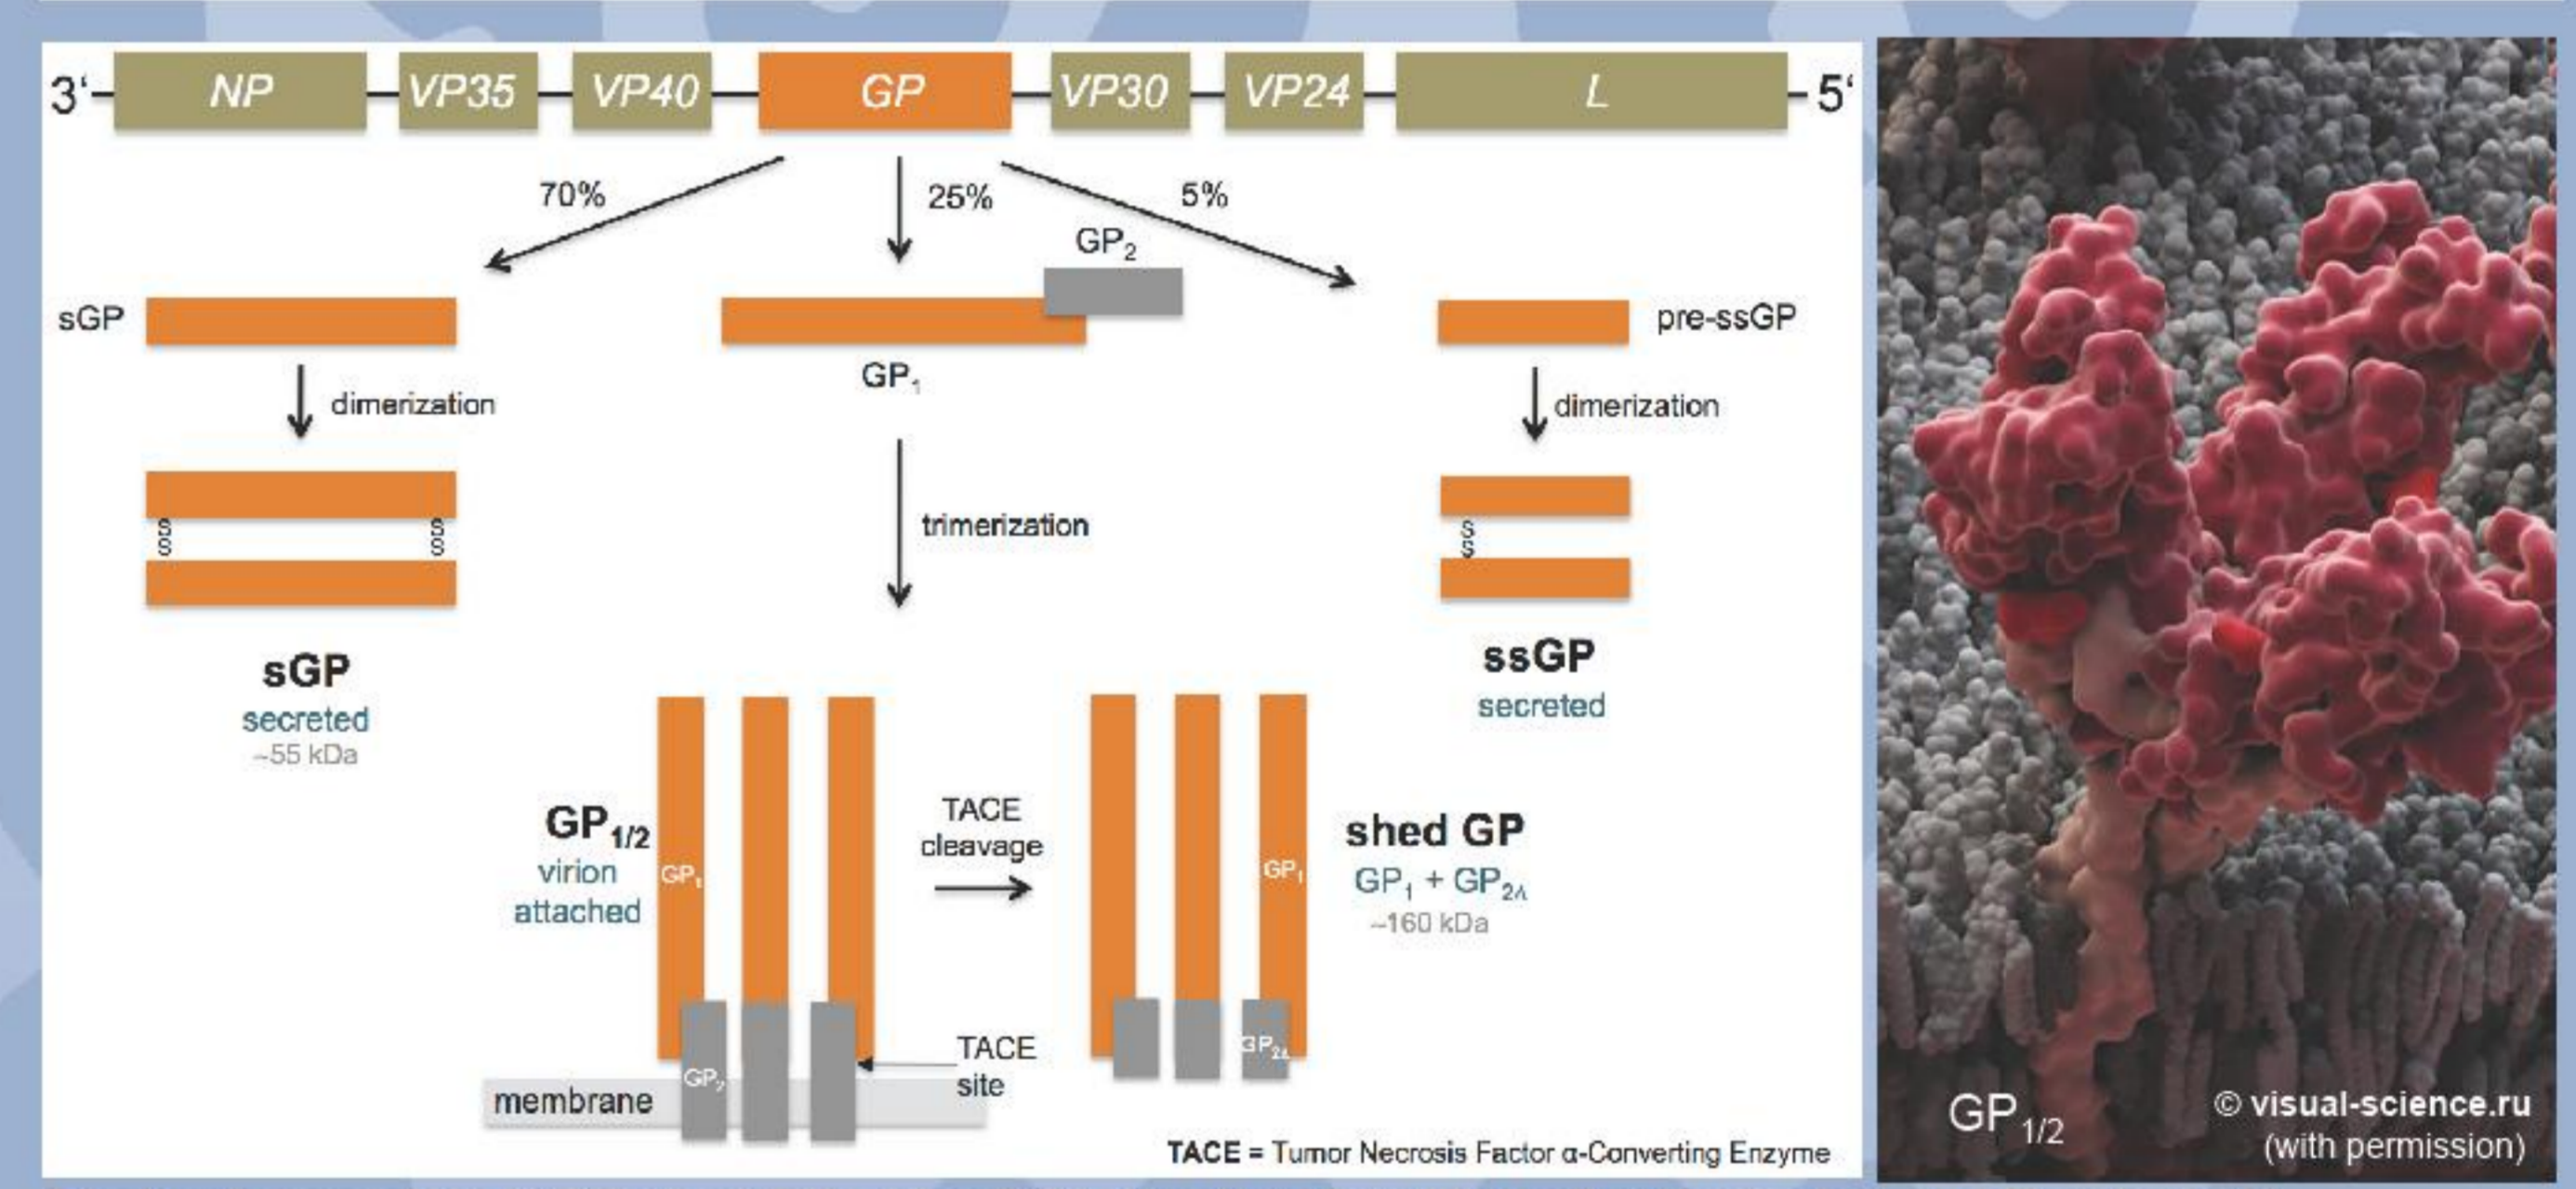 3‘ NP VP35 VP40 GP VP30 VP24 L 5‘
70%
25%
5%
GP2
sGP
GP1
pre-ssGP
dimerization
dimerization
S S
S S
S
S
trimerization
sGP
secreted
~55 kDa
ssGP
secreted
GP1/2
virion
attached
GP1
TACE
cleavage
GP1
shed GP
GP1 + GP2Δ
~160 kDa
GP2
membrane
TACE
site
GP2Δ
TACE = Tumor Necrosis Factor α-Converting Enzyme
GP1/2
© visual-science.ru
(with permission)